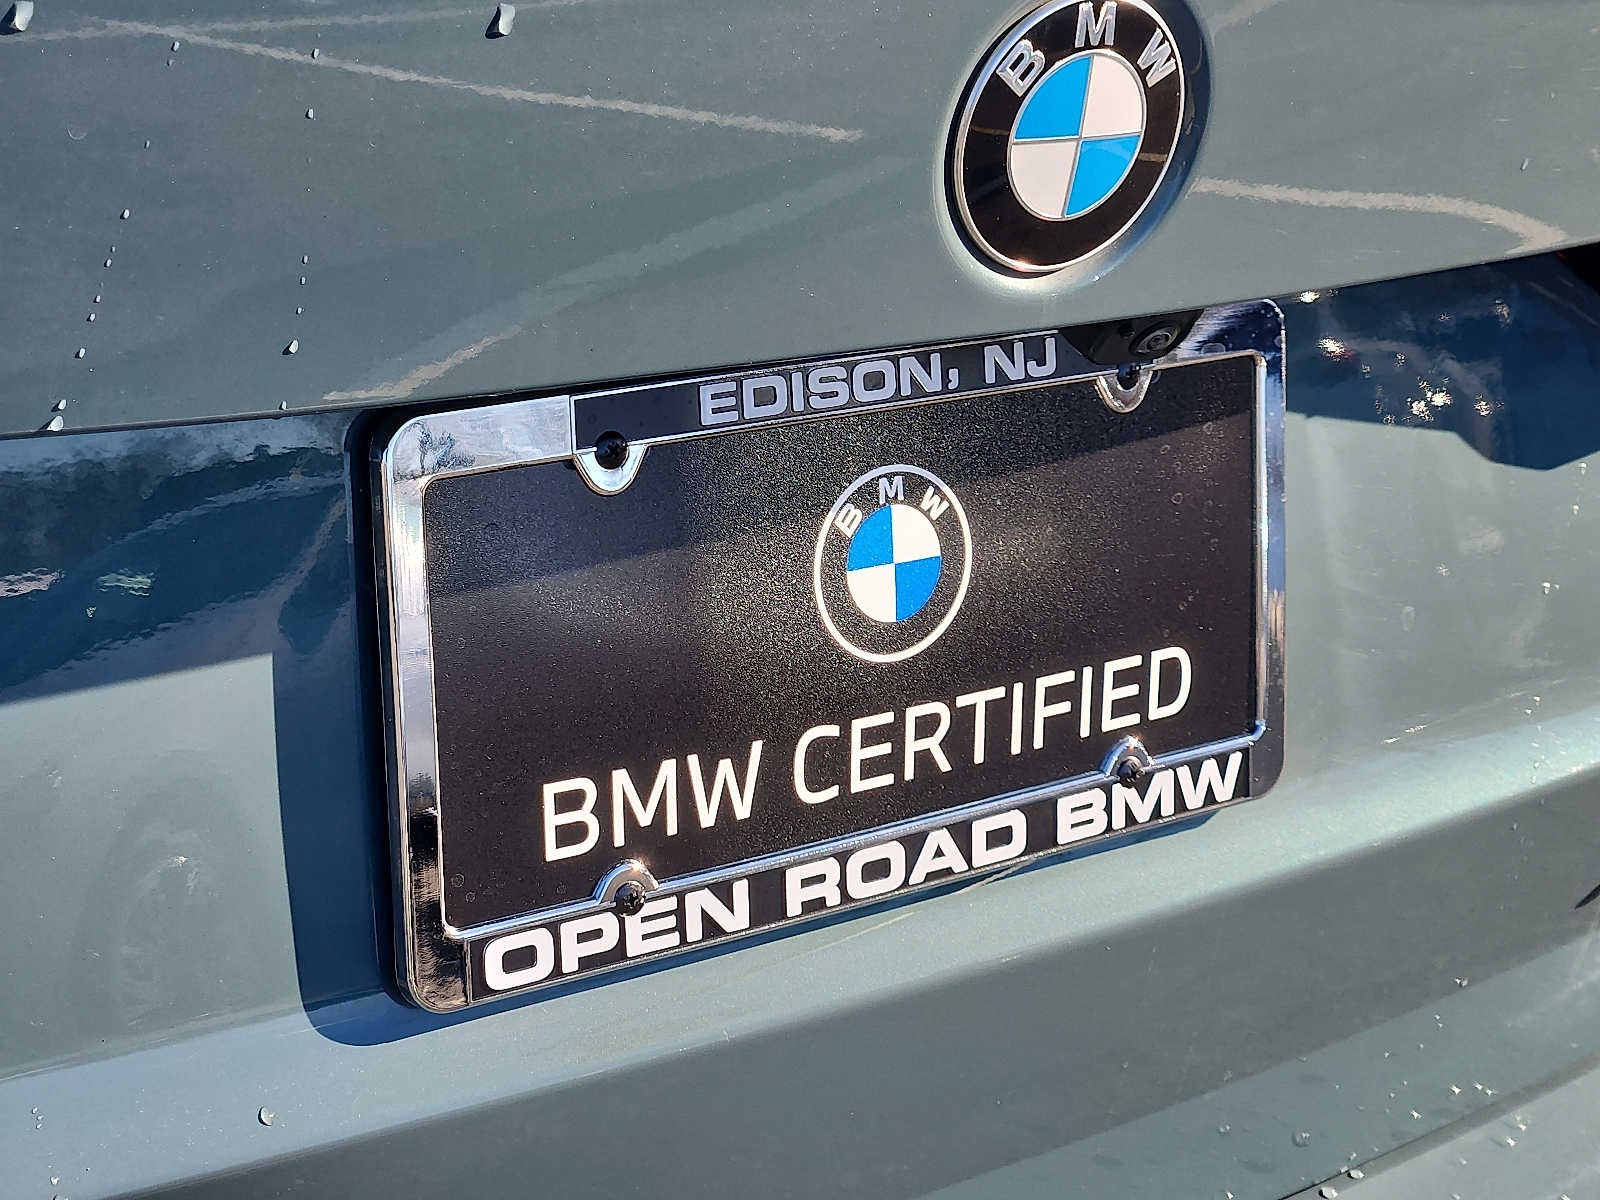 BMW
EDISON, NJ
BMW
BMW CERTIFIED
OPEN ROAD BMW